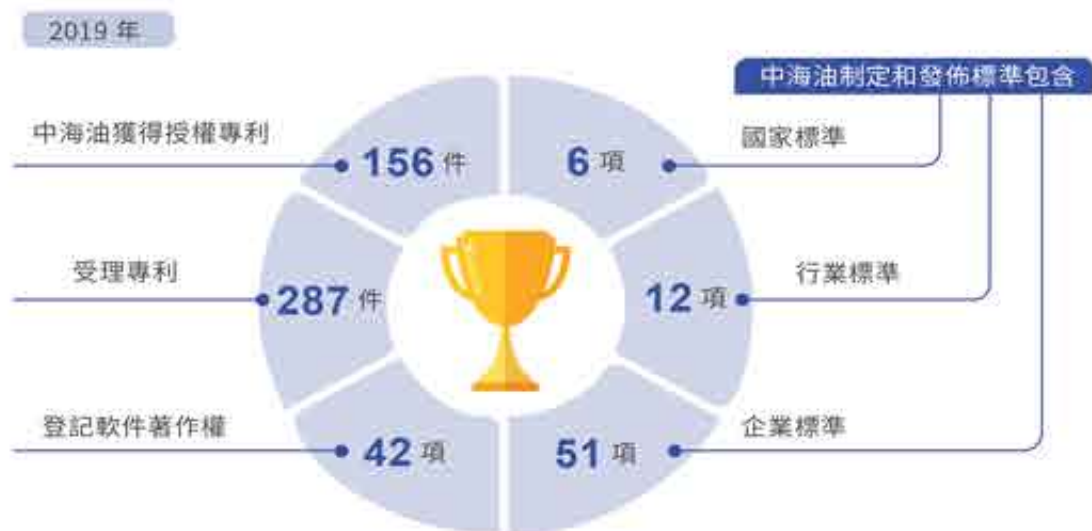 2019 年
中海油制定和發佈標準包含
中海油獲得授權專利
156 件
6 項
國家標準
受理專利
287 件
12 項
行業標準
登記軟件著作權
42 項
51 項
企業標準